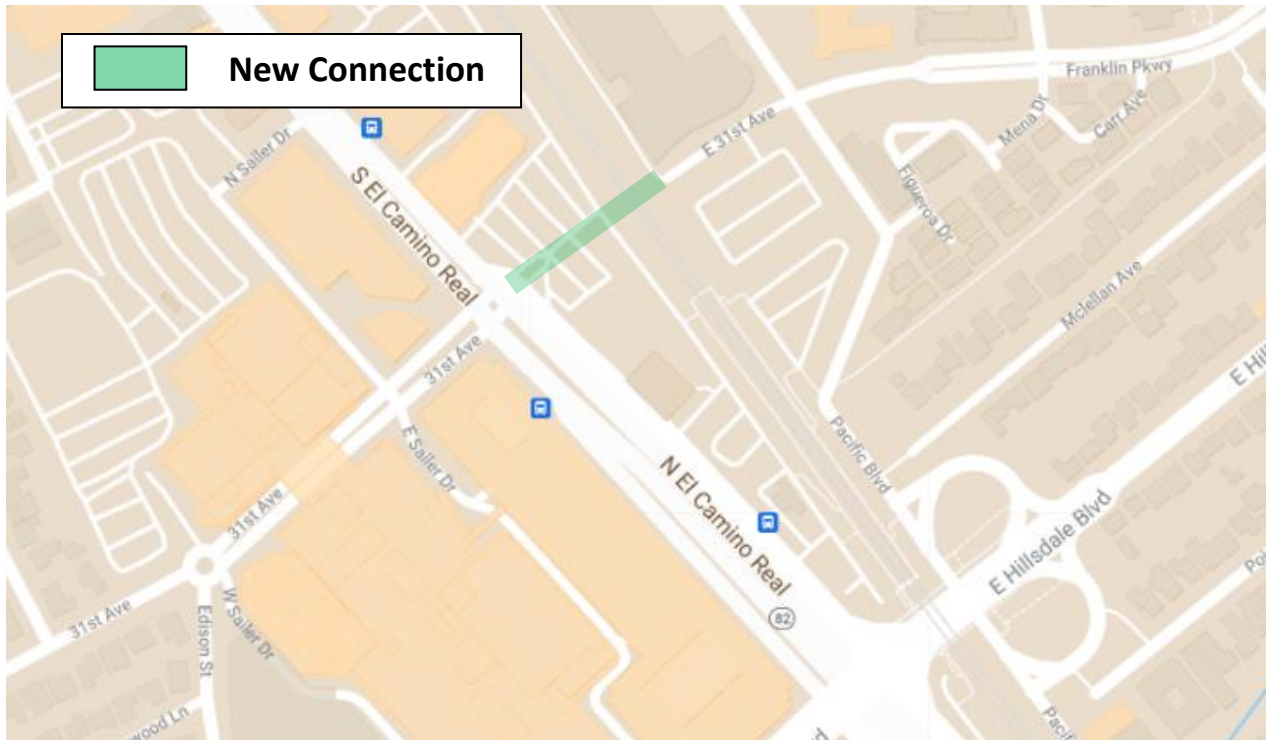 New Connection
Franklin Pkwy
N Sailer Dr
E 31st Ave
Mena Dr
Carr Ave
S El Camino Real
Figueroa Dr
Mclellan Ave
31st Ave
E Sailer Dr
Pacific Blvd
N El Camino Real
31st Ave
E Hillsdale Blvd
31st Ave
Edison St
W Sailer Dr
82